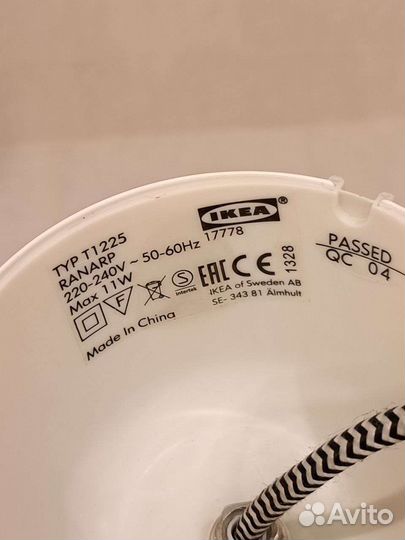 TYP T1225
RANARP
220-240V ~ 50-60Hz
Max 11W
IKEA®
17778
F
S
Intertek
EAC CE
1328
IKEA of Sweden AB
SE- 343 81 Älmhult
Made In China
PASSED
QC 04
Avito